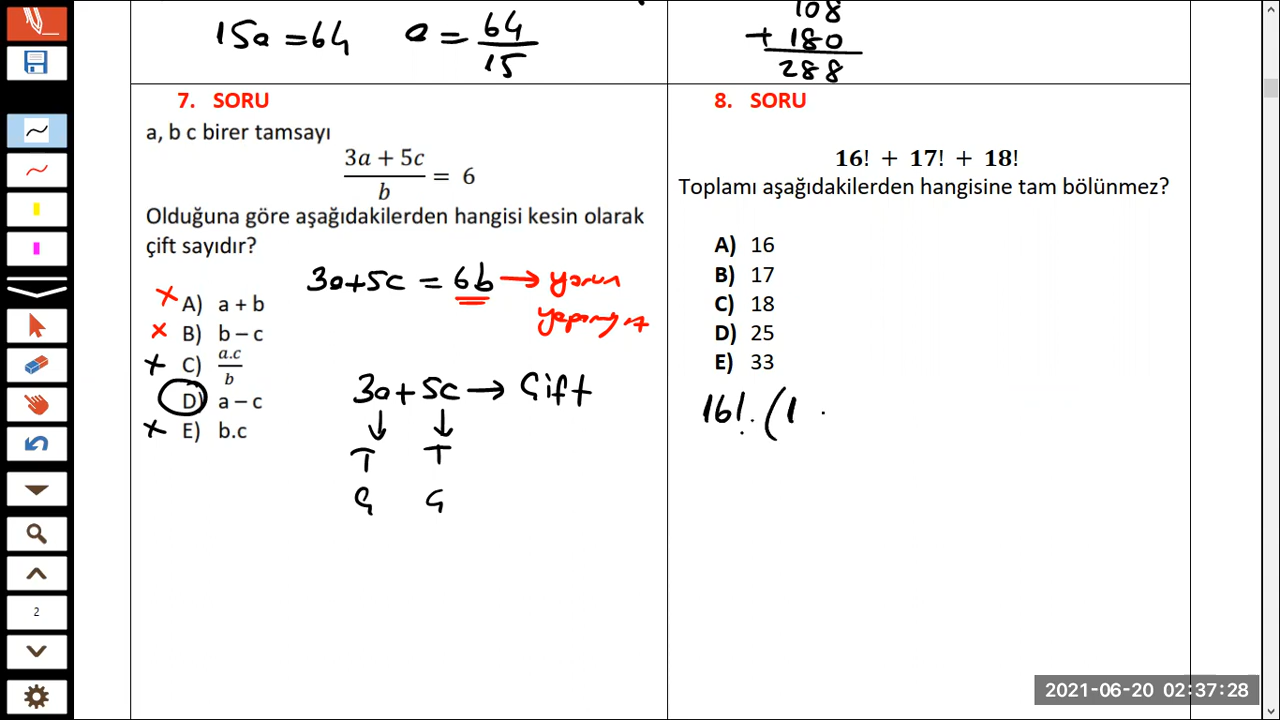 15a = 64 a = 64/15
108
+ 180
288
7. SORU
a, b c birer tamsayı
3a + 5c / b = 6
Olduğuna göre aşağıdakilerden hangisi kesin olarak
çift sayıdır?
3a+5c = 6b → yorum
A) a + b
B) b – c
C) a.c / b
D) a – c
E) b.c
3a + 5c → Çift
↓ ↓
T T
Ç Ç
8. SORU
16! + 17! + 18!
Toplamı aşağıdakilerden hangisine tam bölünmez?
A) 16
B) 17
C) 18
D) 25
E) 33
16! . (1
2
2021-06-20 02:37:28